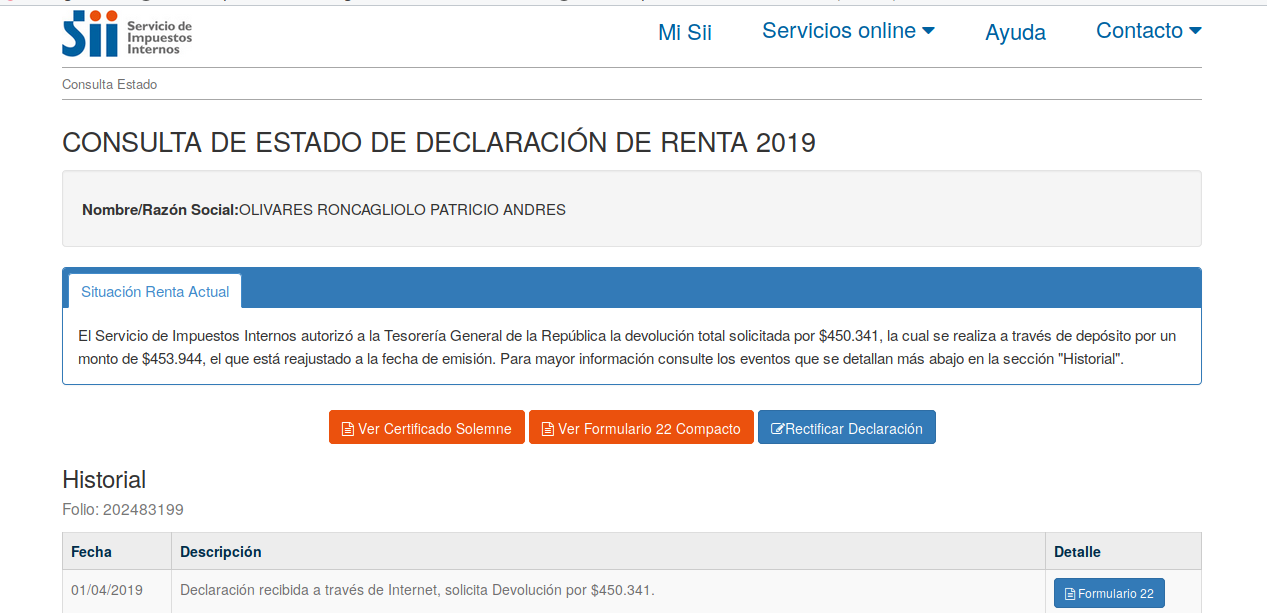 Sii Servicio de
Impuestos
Internos
Mi Sii Servicios online Ayuda Contacto
Consulta Estado
CONSULTA DE ESTADO DE DECLARACIÓN DE RENTA 2019
Nombre/Razón Social:OLIVARES RONCAGLIOLO PATRICIO ANDRES
Situación Renta Actual
El Servicio de Impuestos Internos autorizó a la Tesorería General de la República la devolución total solicitada por $450.341, la cual se realiza a través de depósito por un
monto de $453.944, el que está reajustado a la fecha de emisión. Para mayor información consulte los eventos que se detallan más abajo en la sección "Historial".
Ver Certificado Solemne Ver Formulario 22 Compacto Rectificar Declaración
Historial
Folio: 202483199
Fecha Descripción Detalle
01/04/2019 Declaración recibida a través de Internet, solicita Devolución por $450.341. Formulario 22